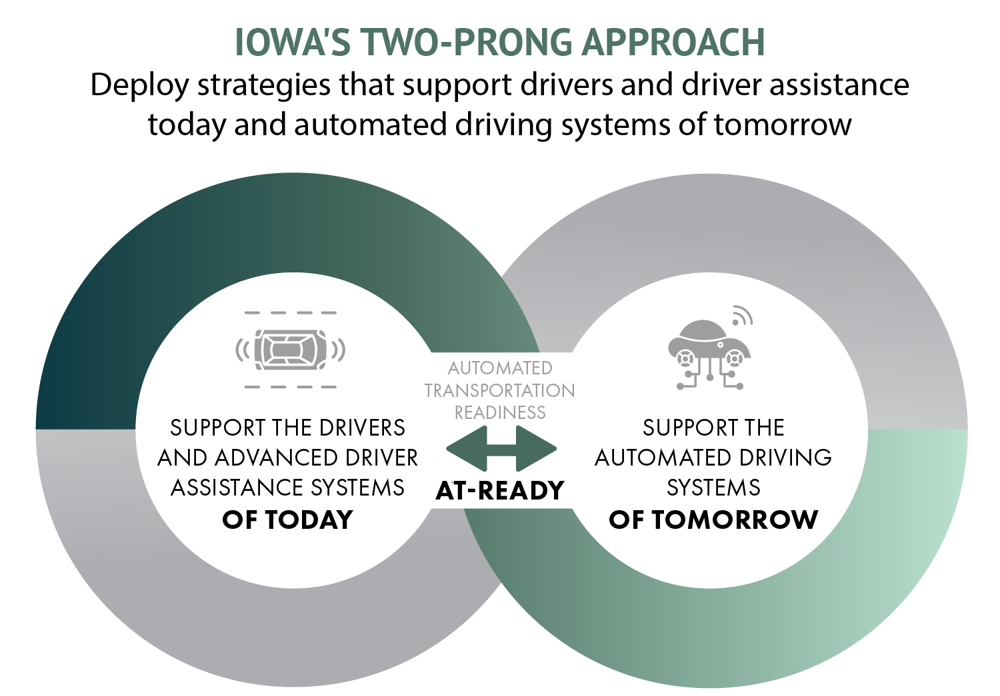 IOWA'S TWO-PRONG APPROACH
Deploy strategies that support drivers and driver assistance
today and automated driving systems of tomorrow
SUPPORT THE DRIVERS
AND ADVANCED DRIVER
ASSISTANCE SYSTEMS
OF TODAY
AUTOMATED
TRANSPORTATION
READINESS
AT-READY
SUPPORT THE
AUTOMATED DRIVING
SYSTEMS
OF TOMORROW